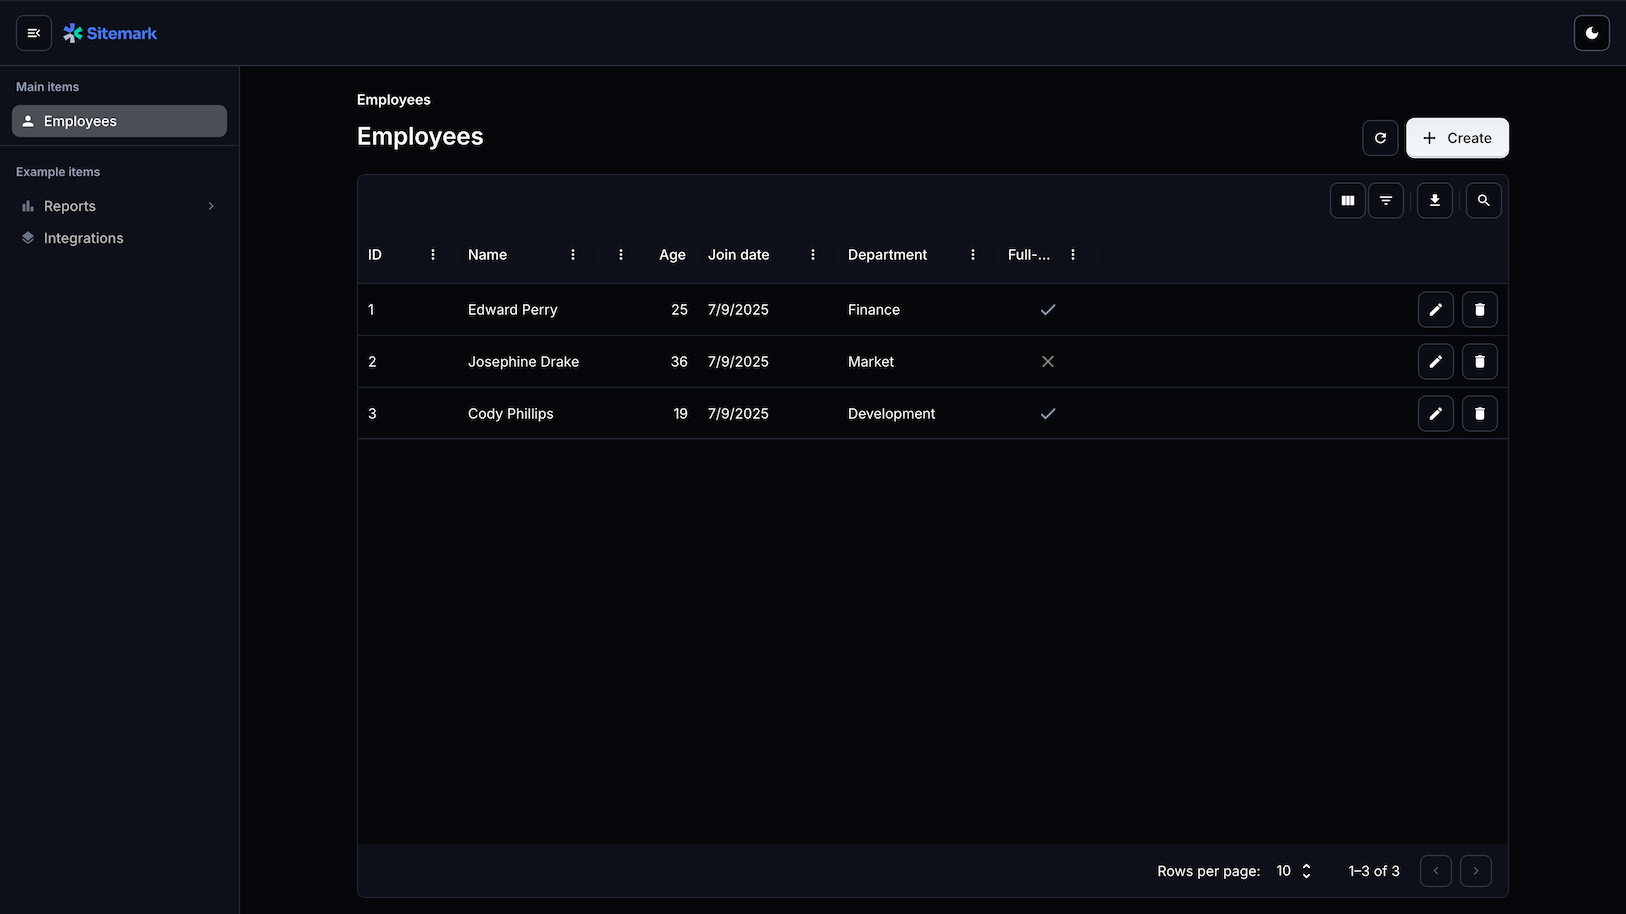 Sitemark
Main items
Employees
Example items
Reports
Integrations
Employees
Employees
Create
ID Name Age Join date Department Full-...
1 Edward Perry 25 7/9/2025 Finance
2 Josephine Drake 36 7/9/2025 Market
3 Cody Phillips 19 7/9/2025 Development
Rows per page: 10 1–3 of 3